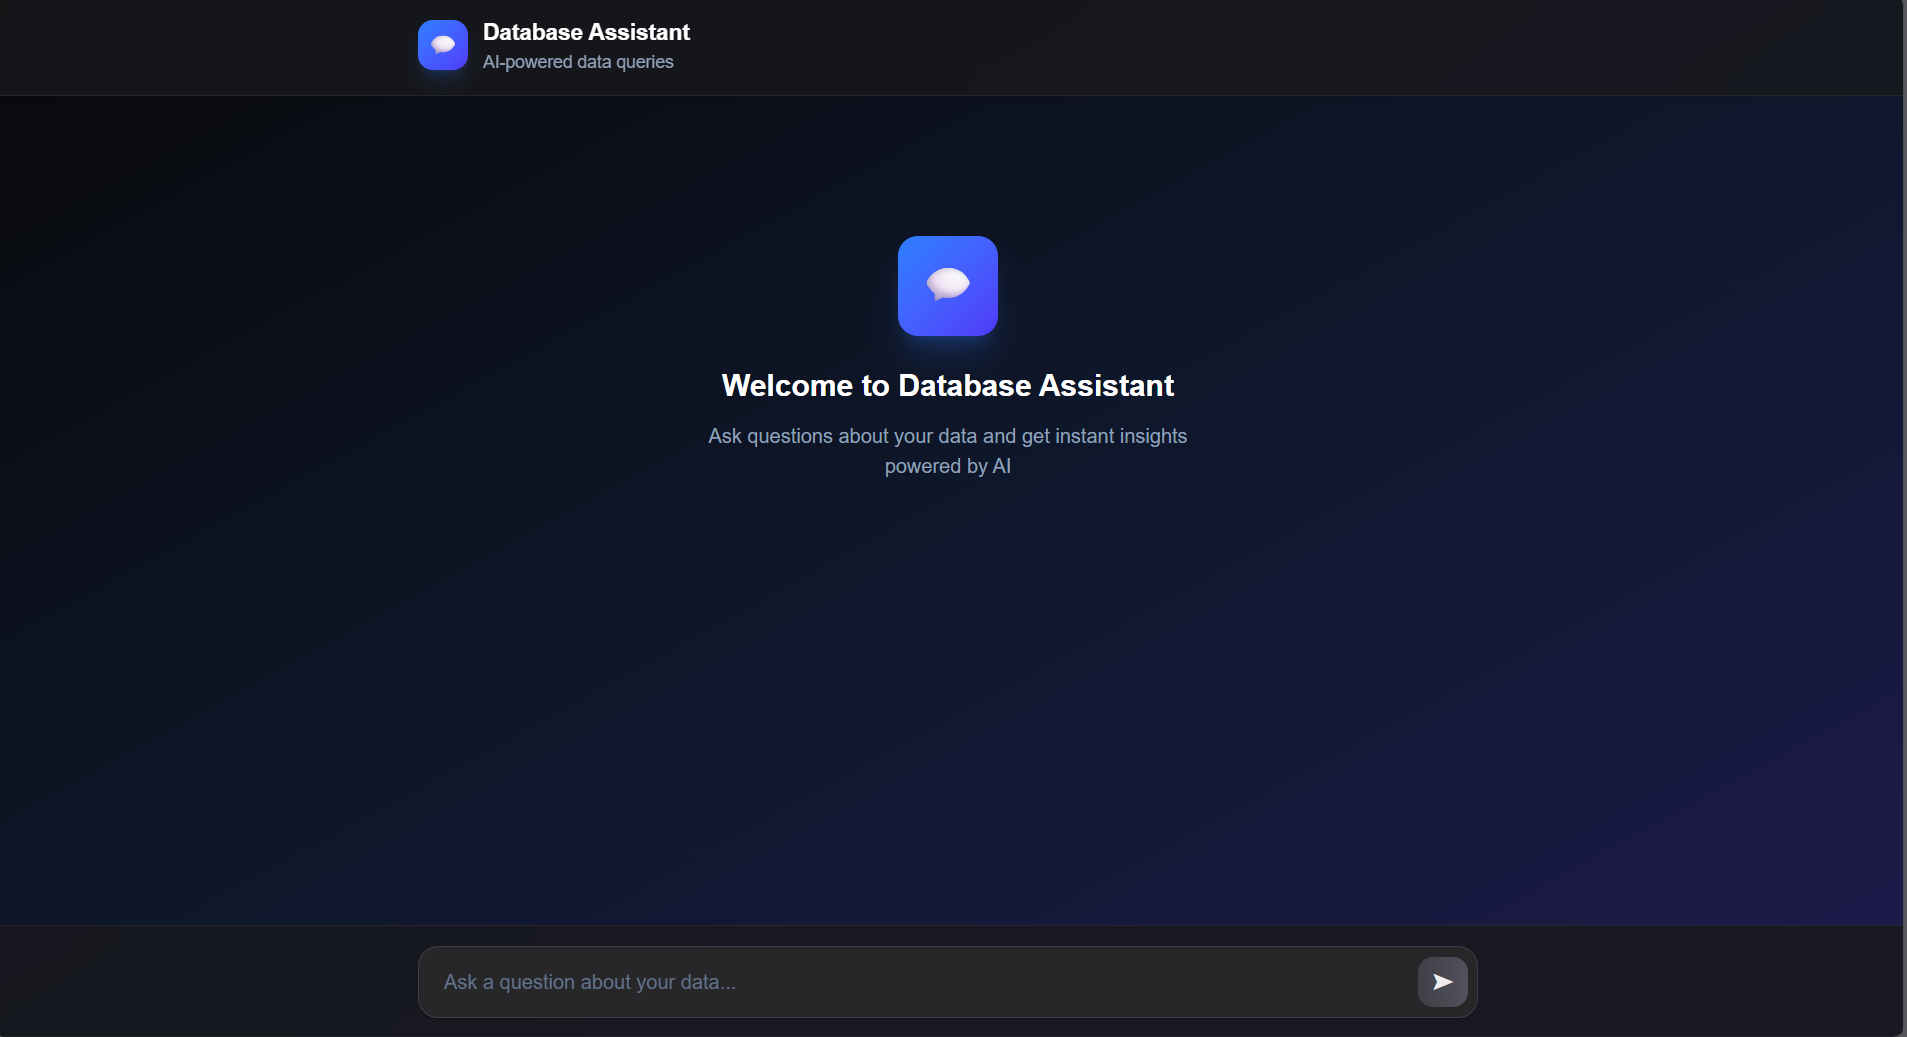 Database Assistant
AI-powered data queries
Welcome to Database Assistant
Ask questions about your data and get instant insights
powered by AI
Ask a question about your data...